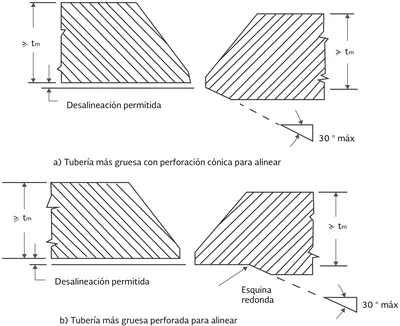 ≥ tm
≥ tm
Desalineación permitida
30 ° máx
a) Tubería más gruesa con perforación cónica para alinear
≥ tm
≥ tm
Desalineación permitida
Esquina
redonda
30 ° máx
b) Tubería más gruesa perforada para alinear